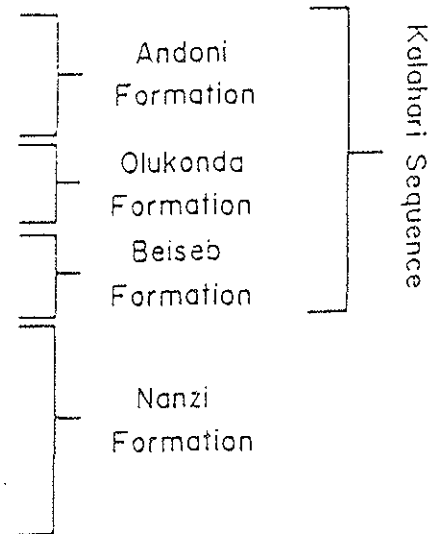 Andoni
Formation
Olukonda
Formation
Beiseb
Formation
Nanzi
Formation
Kalahari Sequence